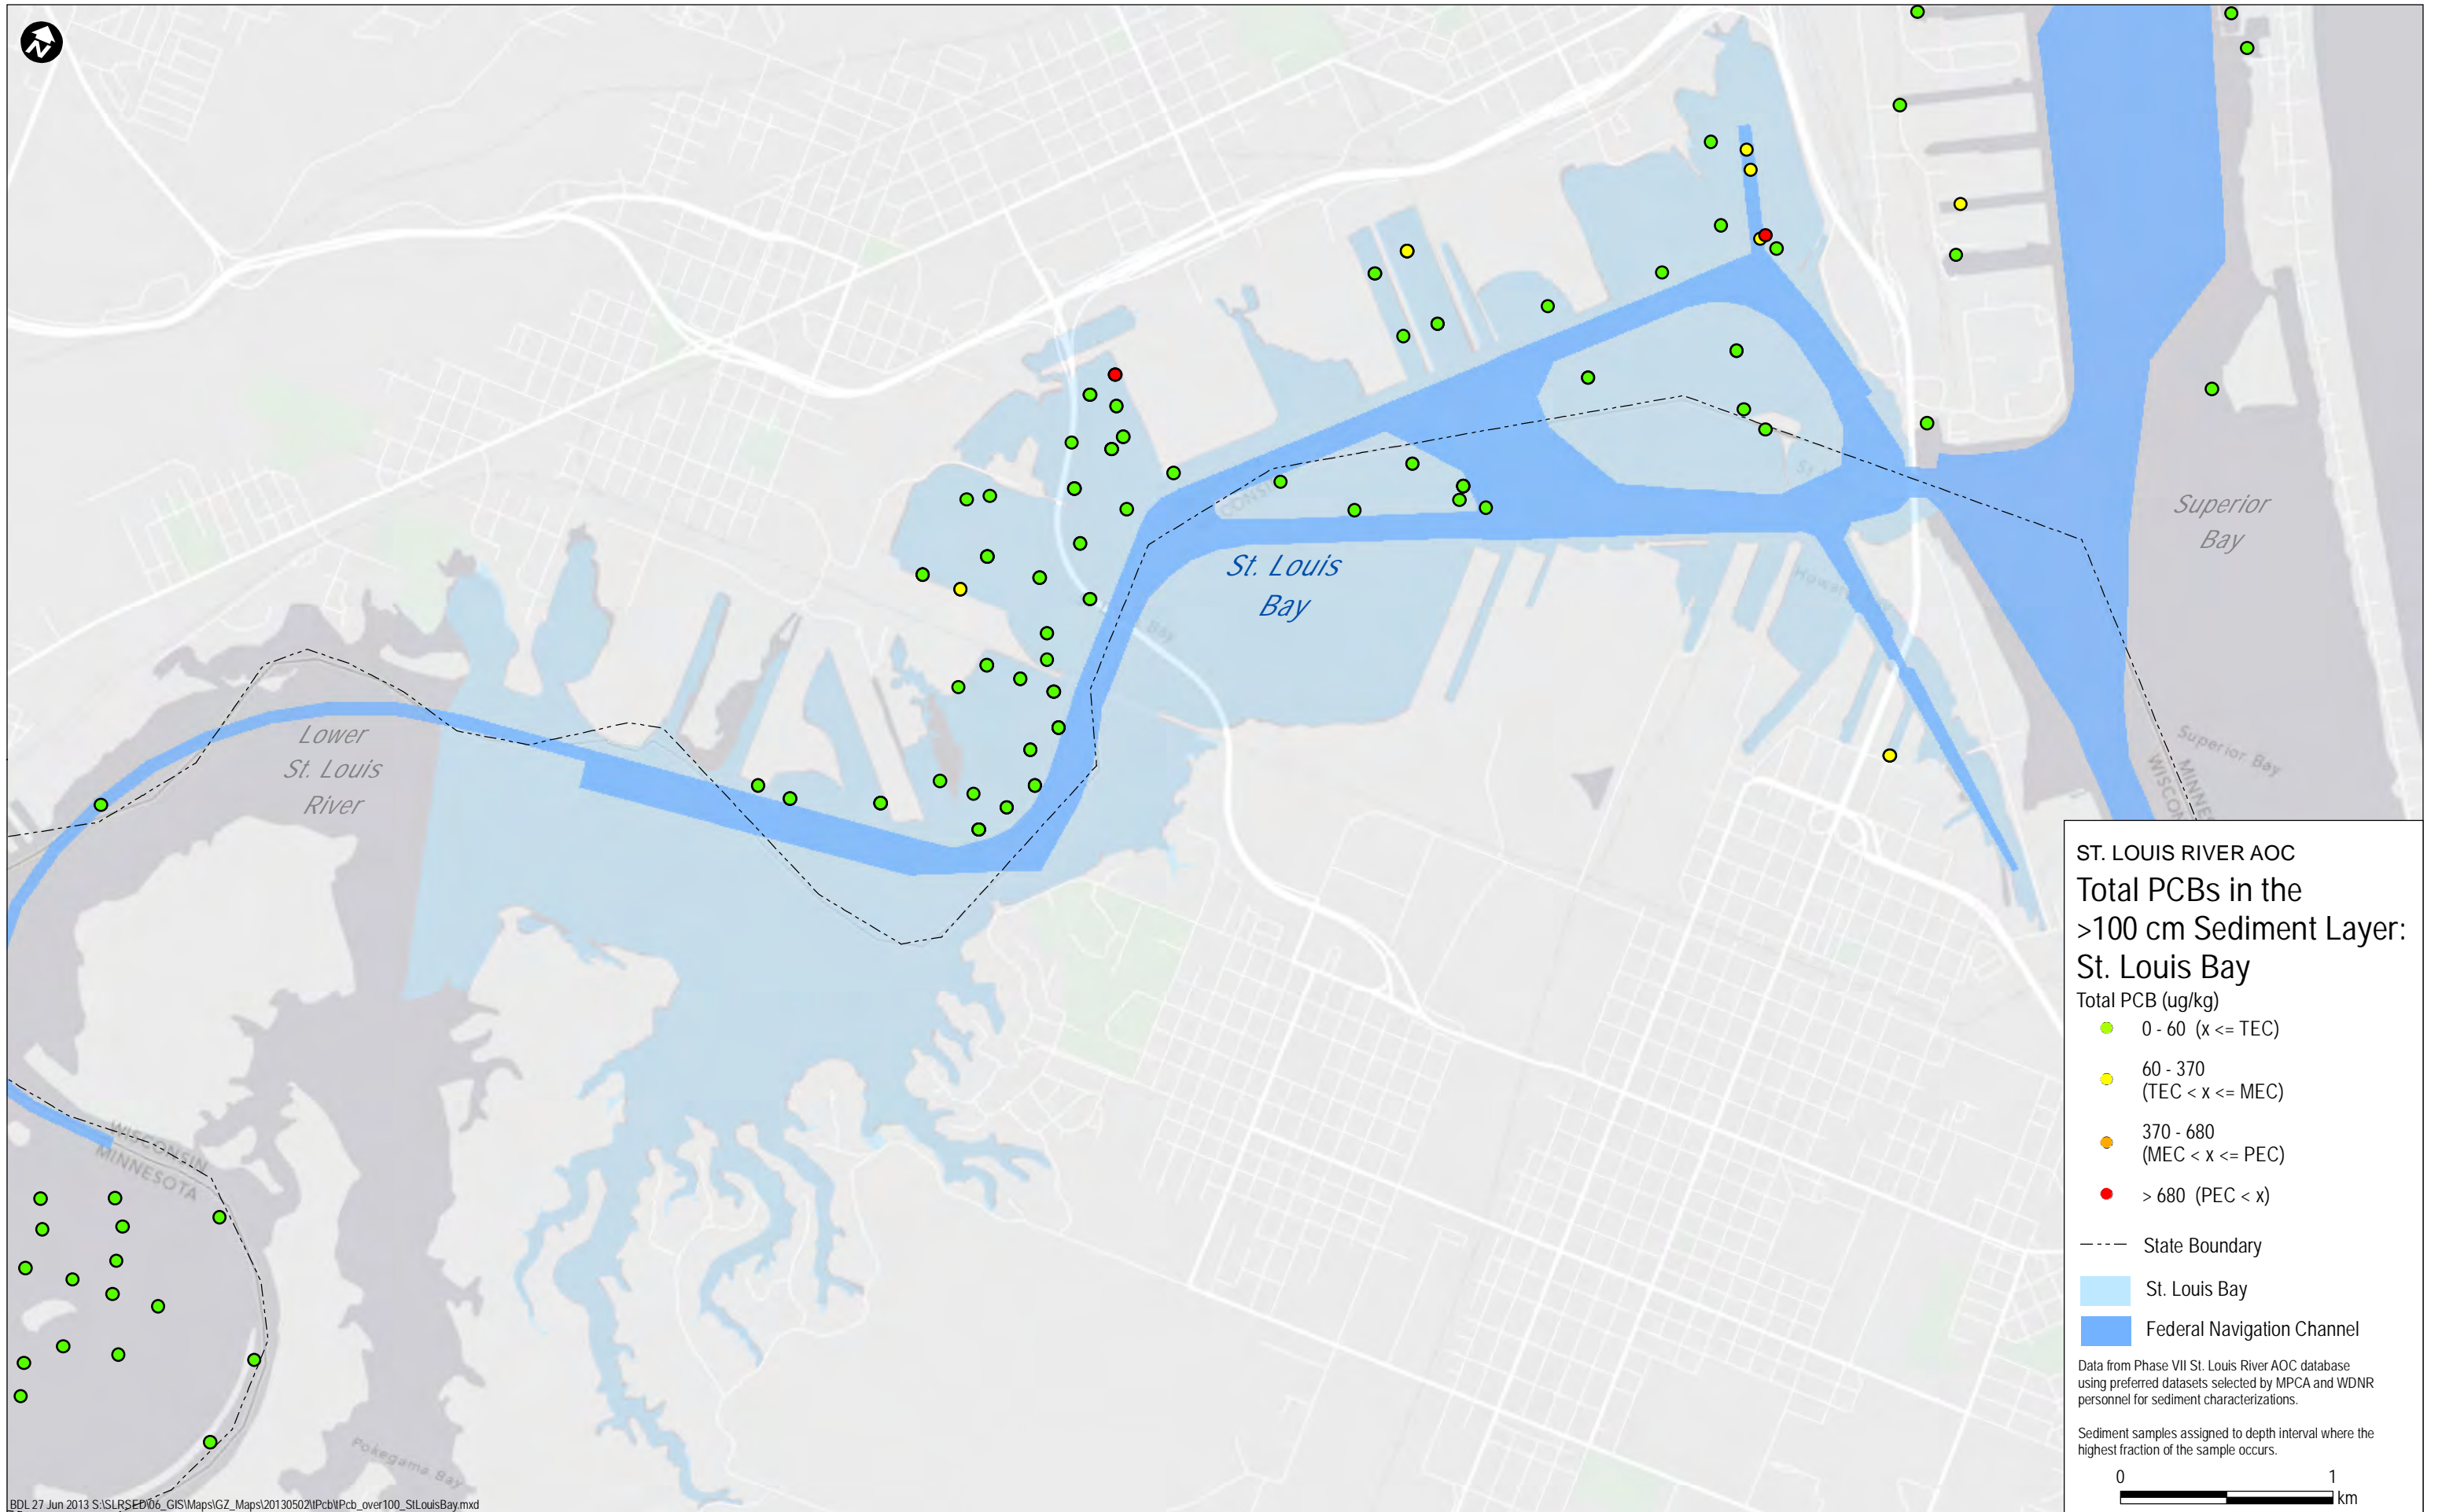 N
Superior
Bay
St. Louis
Bay
Lower
St. Louis
River
Superior Bay
WISCONSIN
MINNESOTA
Pokegama Bay
ST. LOUIS RIVER AOC
Total PCBs in the
>100 cm Sediment Layer:
St. Louis Bay
Total PCB (ug/kg)
0 - 60 (x <= TEC)
60 - 370
(TEC < x <= MEC)
370 - 680
(MEC < x <= PEC)
> 680 (PEC < x)
State Boundary
St. Louis Bay
Federal Navigation Channel
Data from Phase VII St. Louis River AOC database
using preferred datasets selected by MPCA and WDNR
personnel for sediment characterizations.
Sediment samples assigned to depth interval where the
highest fraction of the sample occurs.
0 1
km
BDL 27 Jun 2013 S:\SLRSED\06_GIS\Maps\GZ_Maps\20130502\tPcb\tPcb_over100_StLouisBay.mxd